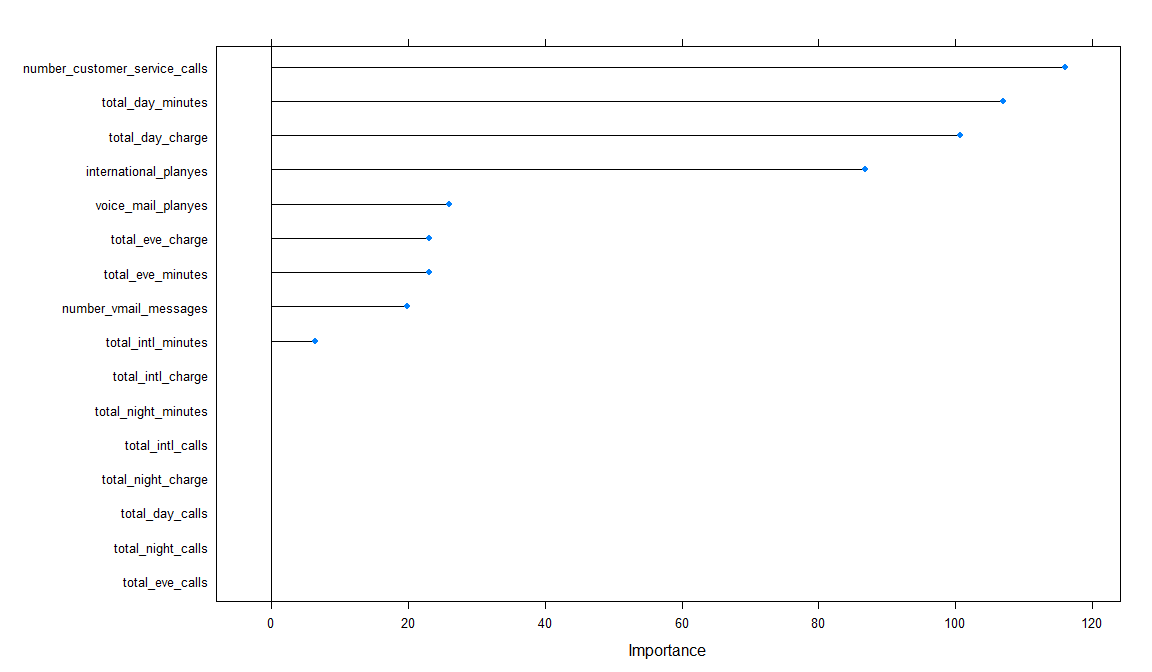 number_customer_service_calls
total_day_minutes
total_day_charge
international_planyes
voice_mail_planyes
total_eve_charge
total_eve_minutes
number_vmail_messages
total_intl_minutes
total_intl_charge
total_night_minutes
total_intl_calls
total_night_charge
total_day_calls
total_night_calls
total_eve_calls
0 20 40 60 80 100 120
Importance